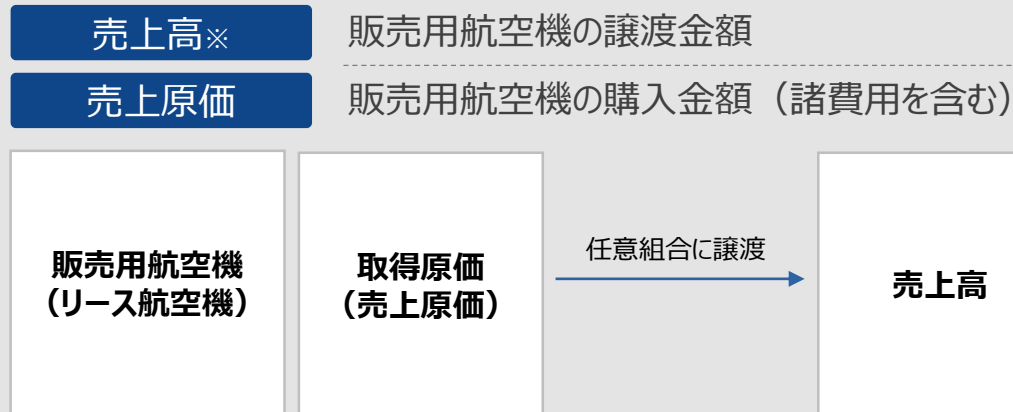 売上高※
販売用航空機の譲渡金額
売上原価
販売用航空機の購入金額（諸費用を含む）
販売用航空機
（リース航空機）
取得原価
（売上原価）
任意組合に譲渡
売上高